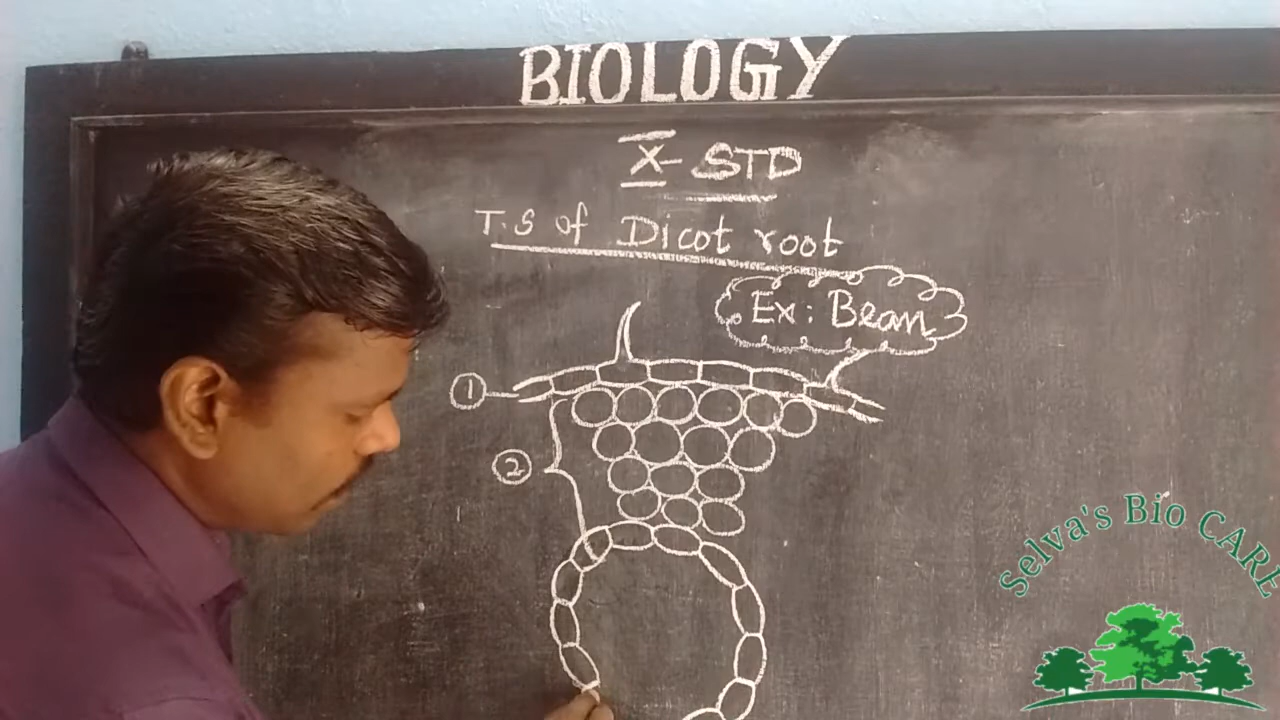 BIOLOGY
X - STD
T.S of Dicot root
Ex: Bean
1
2
Selva's Bio CARE